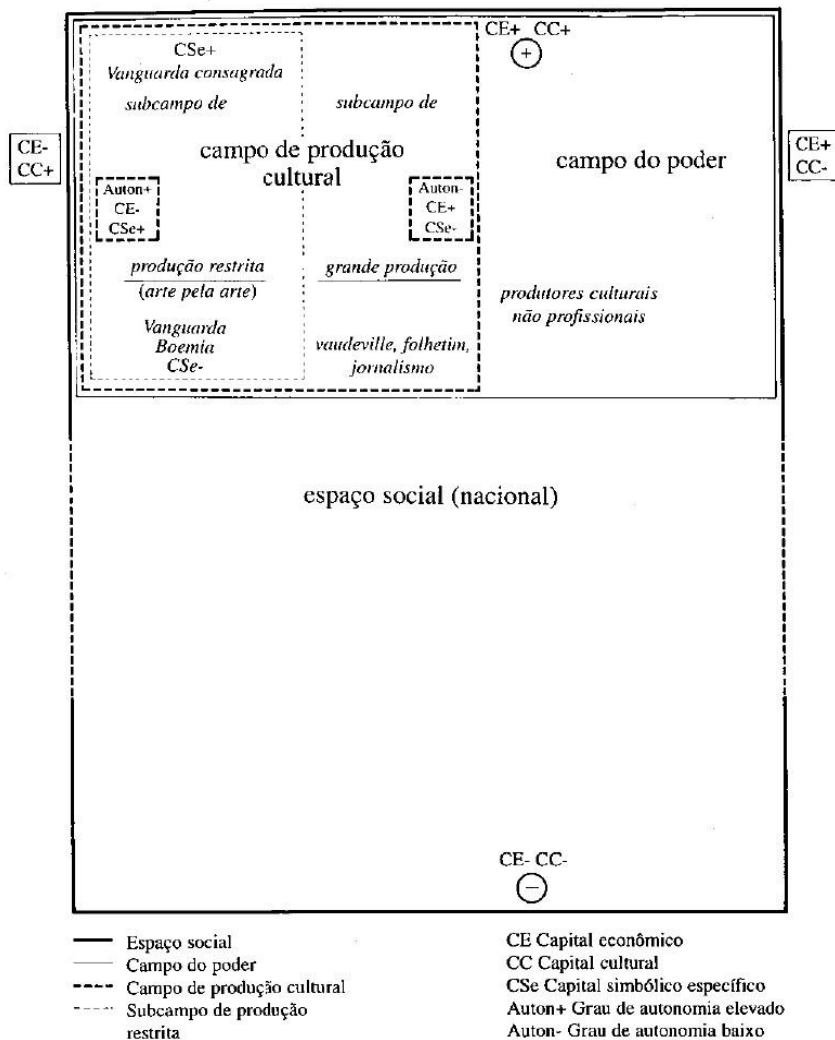 CSe+
Vanguarda consagrada
subcampo de
subcampo de
CE+ CC+
+
CE-
CC+
campo de produção
cultural
campo do poder
CE+
CC-
Auton+
CE-
CSe+
Auton-
CE+
CSe-
produção restrita
(arte pela arte)
grande produção
produtores culturais
não profissionais
Vanguarda
Boemia
CSe-
vaudeville, folhetim,
jornalismo
espaço social (nacional)
CE- CC-
−
Espaço social
Campo do poder
Campo de produção cultural
Subcampo de produção
restrita
CE Capital econômico
CC Capital cultural
CSe Capital simbólico específico
Auton+ Grau de autonomia elevado
Auton- Grau de autonomia baixo